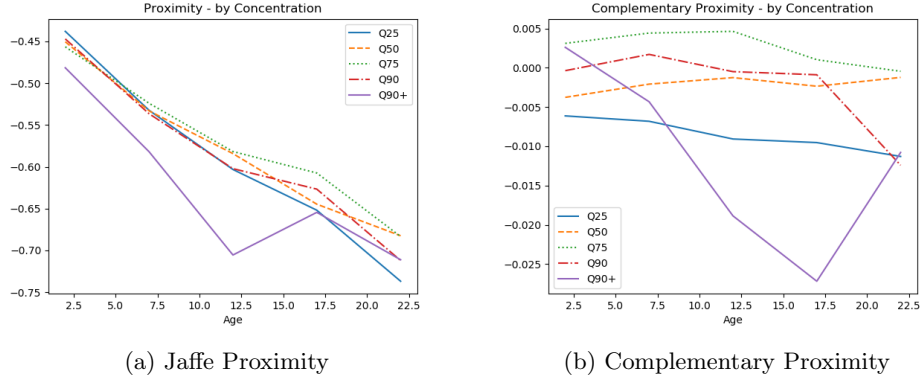 Proximity - by Concentration
−0.45
−0.50
−0.55
−0.60
−0.65
−0.70
−0.75
2.5 5.0 7.5 10.0 12.5 15.0 17.5 20.0 22.5
Age
Q25
Q50
Q75
Q90
Q90+
(a) Jaffe Proximity
Complementary Proximity - by Concentration
0.005
0.000
−0.005
−0.010
−0.015
−0.020
−0.025
2.5 5.0 7.5 10.0 12.5 15.0 17.5 20.0 22.5
Age
Q25
Q50
Q75
Q90
Q90+
(b) Complementary Proximity